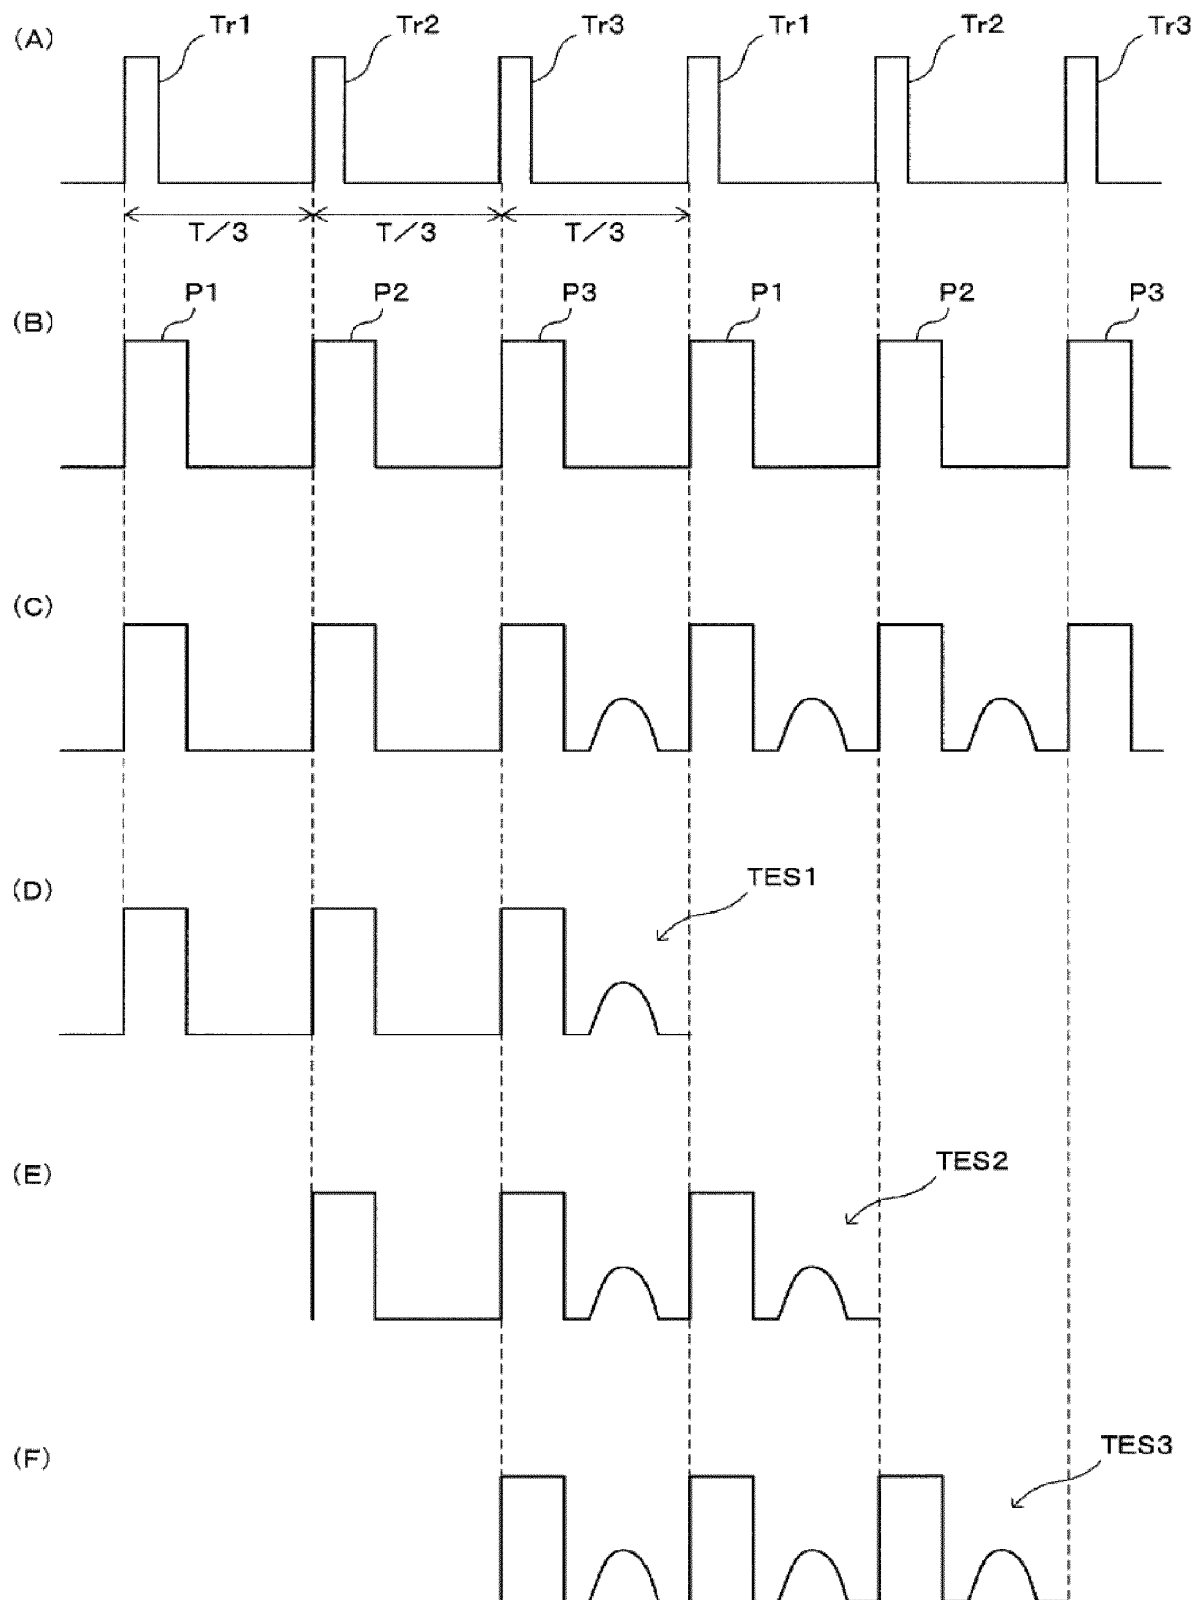 (A) Tr1 Tr2 Tr3 Tr1 Tr2 Tr3
T/3 T/3 T/3
(B) P1 P2 P3 P1 P2 P3
(C)
(D) TES1
(E) TES2
(F) TES3